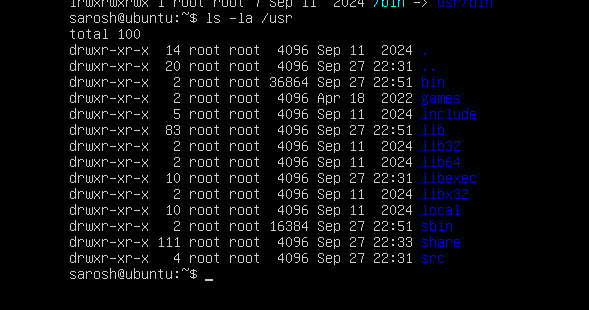 lrwxrwxrwx 1 root root 7 Sep 11  2024 /bin -> usr/bin
sarosh@ubuntu:~$ ls -la /usr
total 100
drwxr-xr-x  14 root root  4096 Sep 11  2024 .
drwxr-xr-x  20 root root  4096 Sep 27 22:31 ..
drwxr-xr-x   2 root root 36864 Sep 27 22:51 bin
drwxr-xr-x   2 root root  4096 Apr 18  2022 games
drwxr-xr-x   5 root root  4096 Sep 11  2024 include
drwxr-xr-x  83 root root  4096 Sep 27 22:51 lib
drwxr-xr-x   2 root root  4096 Sep 11  2024 lib32
drwxr-xr-x   2 root root  4096 Sep 11  2024 lib64
drwxr-xr-x  10 root root  4096 Sep 27 22:31 libexec
drwxr-xr-x   2 root root  4096 Sep 11  2024 libx32
drwxr-xr-x  10 root root  4096 Sep 11  2024 local
drwxr-xr-x   2 root root 16384 Sep 27 22:51 sbin
drwxr-xr-x 111 root root  4096 Sep 27 22:33 share
drwxr-xr-x   4 root root  4096 Sep 27 22:31 src
sarosh@ubuntu:~$ _